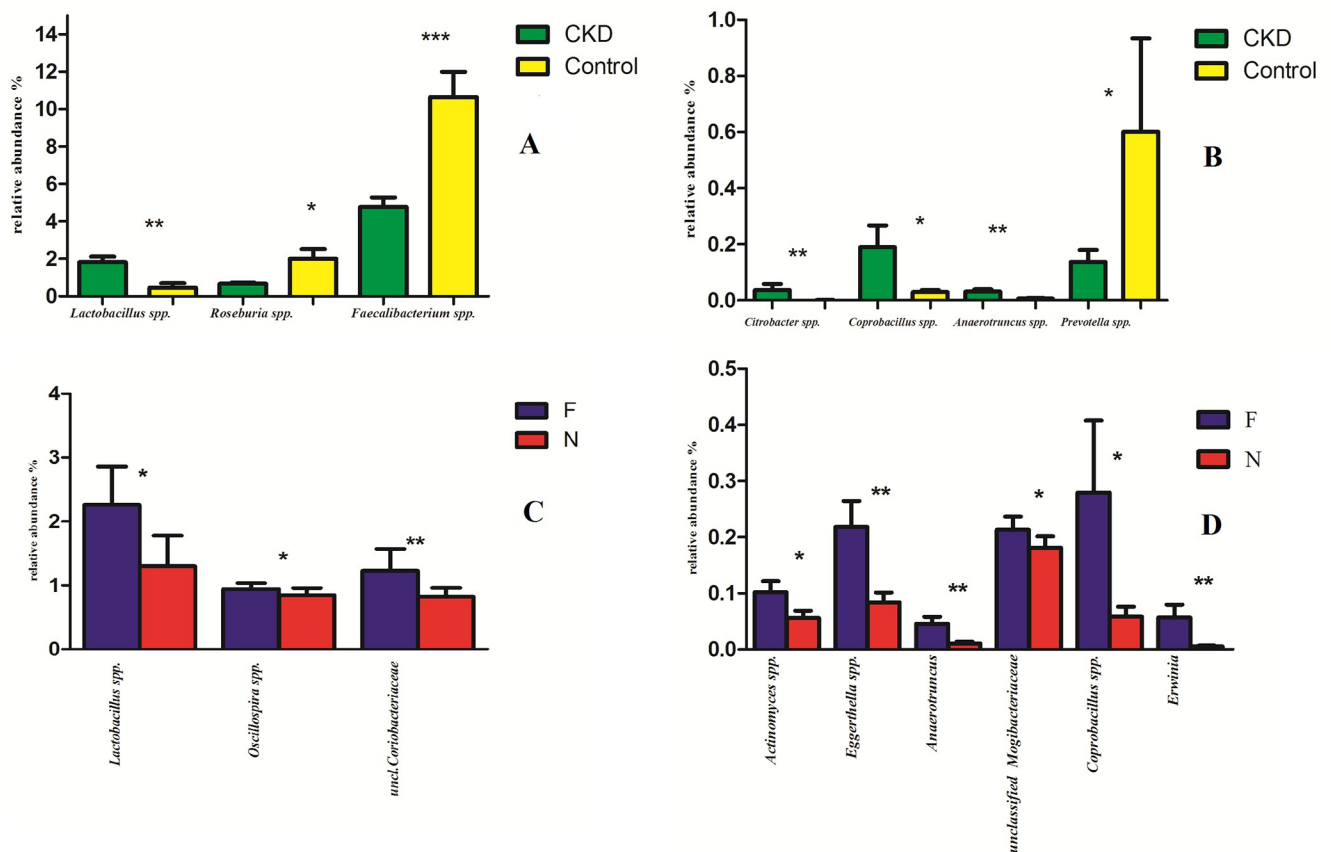 relative abundance %
14
12
10
8
6
4
2
0
CKD
Control
***
**
*
A
Lactobacillus spp.
Roseburia spp.
Faecalibacterium spp.
relative abundance %
1.0
0.8
0.6
0.4
0.2
0.0
CKD
Control
*
**
*
**
B
Citrobacter spp.
Coprobacillus spp.
Anaerotruncus spp.
Prevotella spp.
relative abundance %
4
3
2
1
0
F
N
*
*
**
C
Lactobacillus spp.
Oscillospira spp.
uncl.Coriobacteriaceae
relative abundance %
0.5
0.4
0.3
0.2
0.1
0.0
F
N
*
**
**
*
*
**
D
Actinomyces spp.
Eggerthella spp.
Anaerotruncus
unclassified Mogibacteriaceae
Coprobacillus spp.
Erwinia